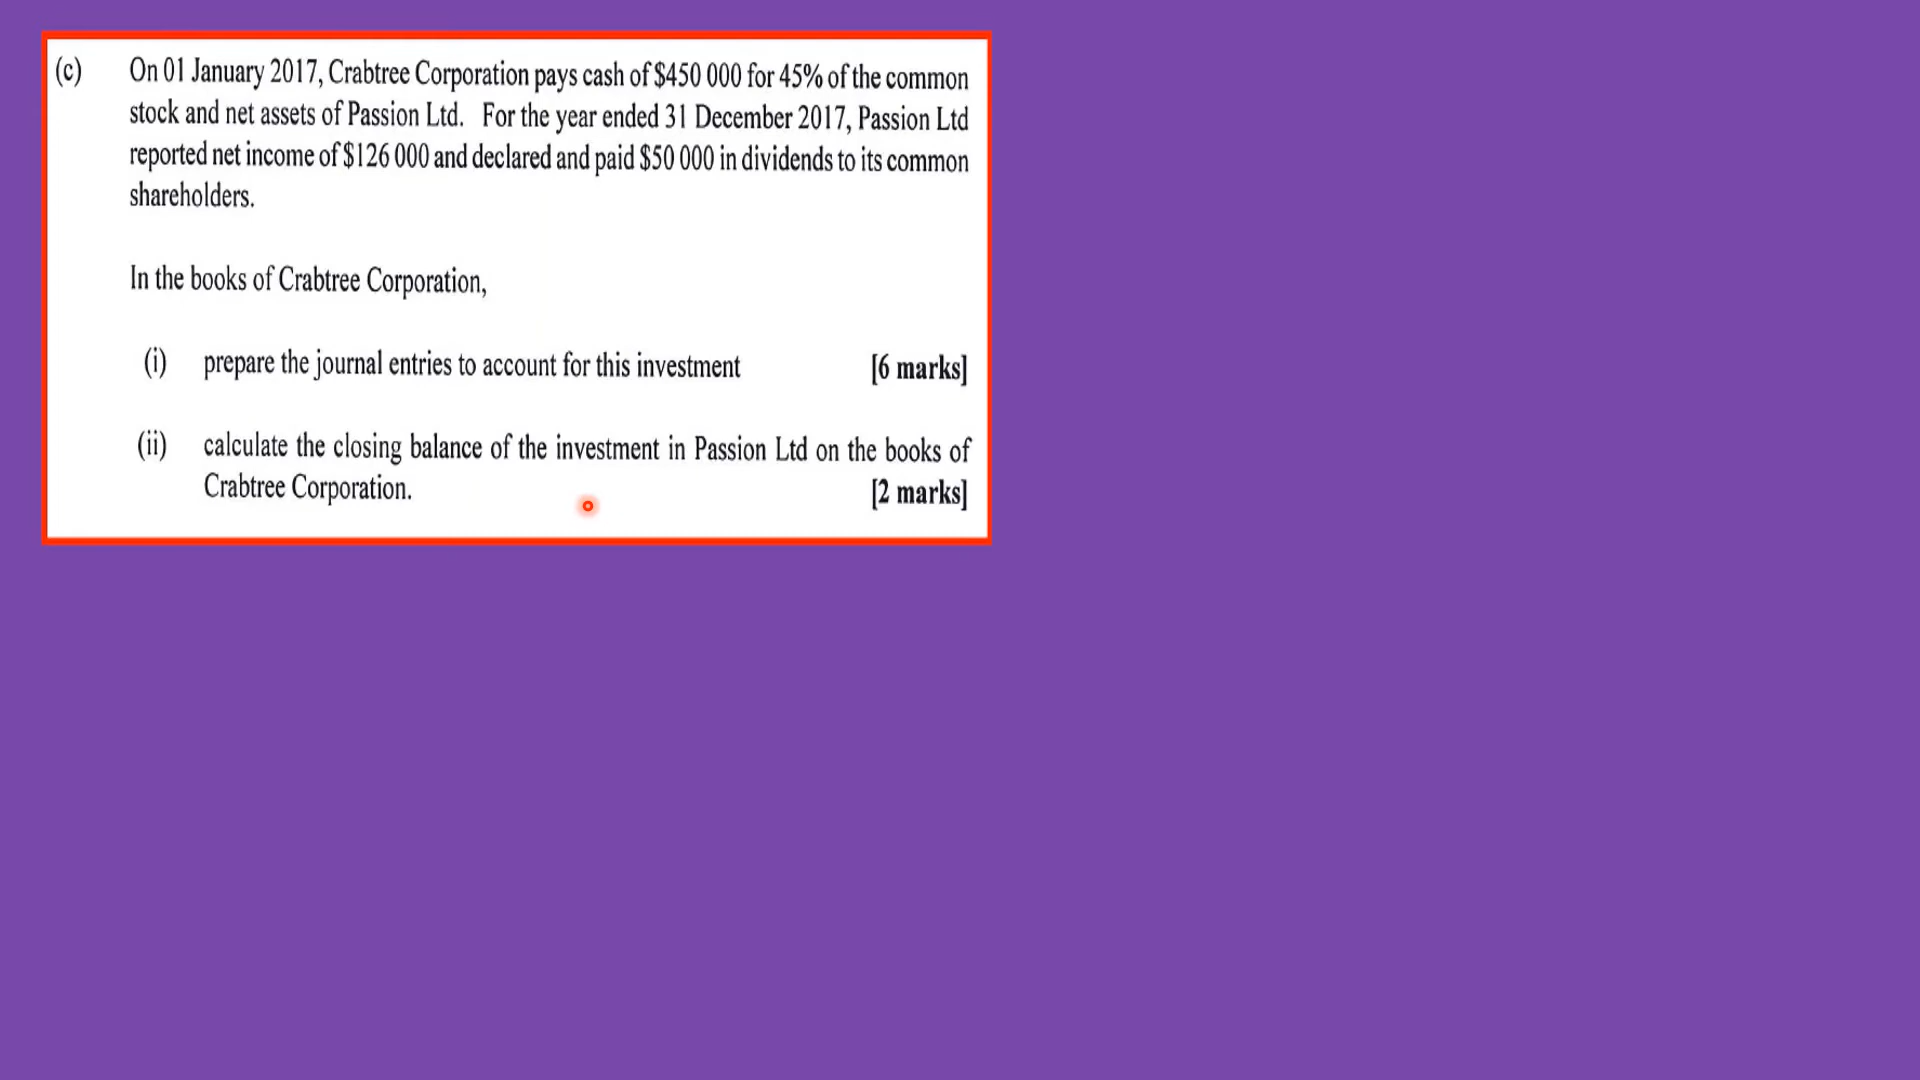 (c) On 01 January 2017, Crabtree Corporation pays cash of $450 000 for 45% of the common
stock and net assets of Passion Ltd. For the year ended 31 December 2017, Passion Ltd
reported net income of $126 000 and declared and paid $50 000 in dividends to its common
shareholders.
In the books of Crabtree Corporation,
(i) prepare the journal entries to account for this investment [6 marks]
(ii) calculate the closing balance of the investment in Passion Ltd on the books of
Crabtree Corporation. [2 marks]